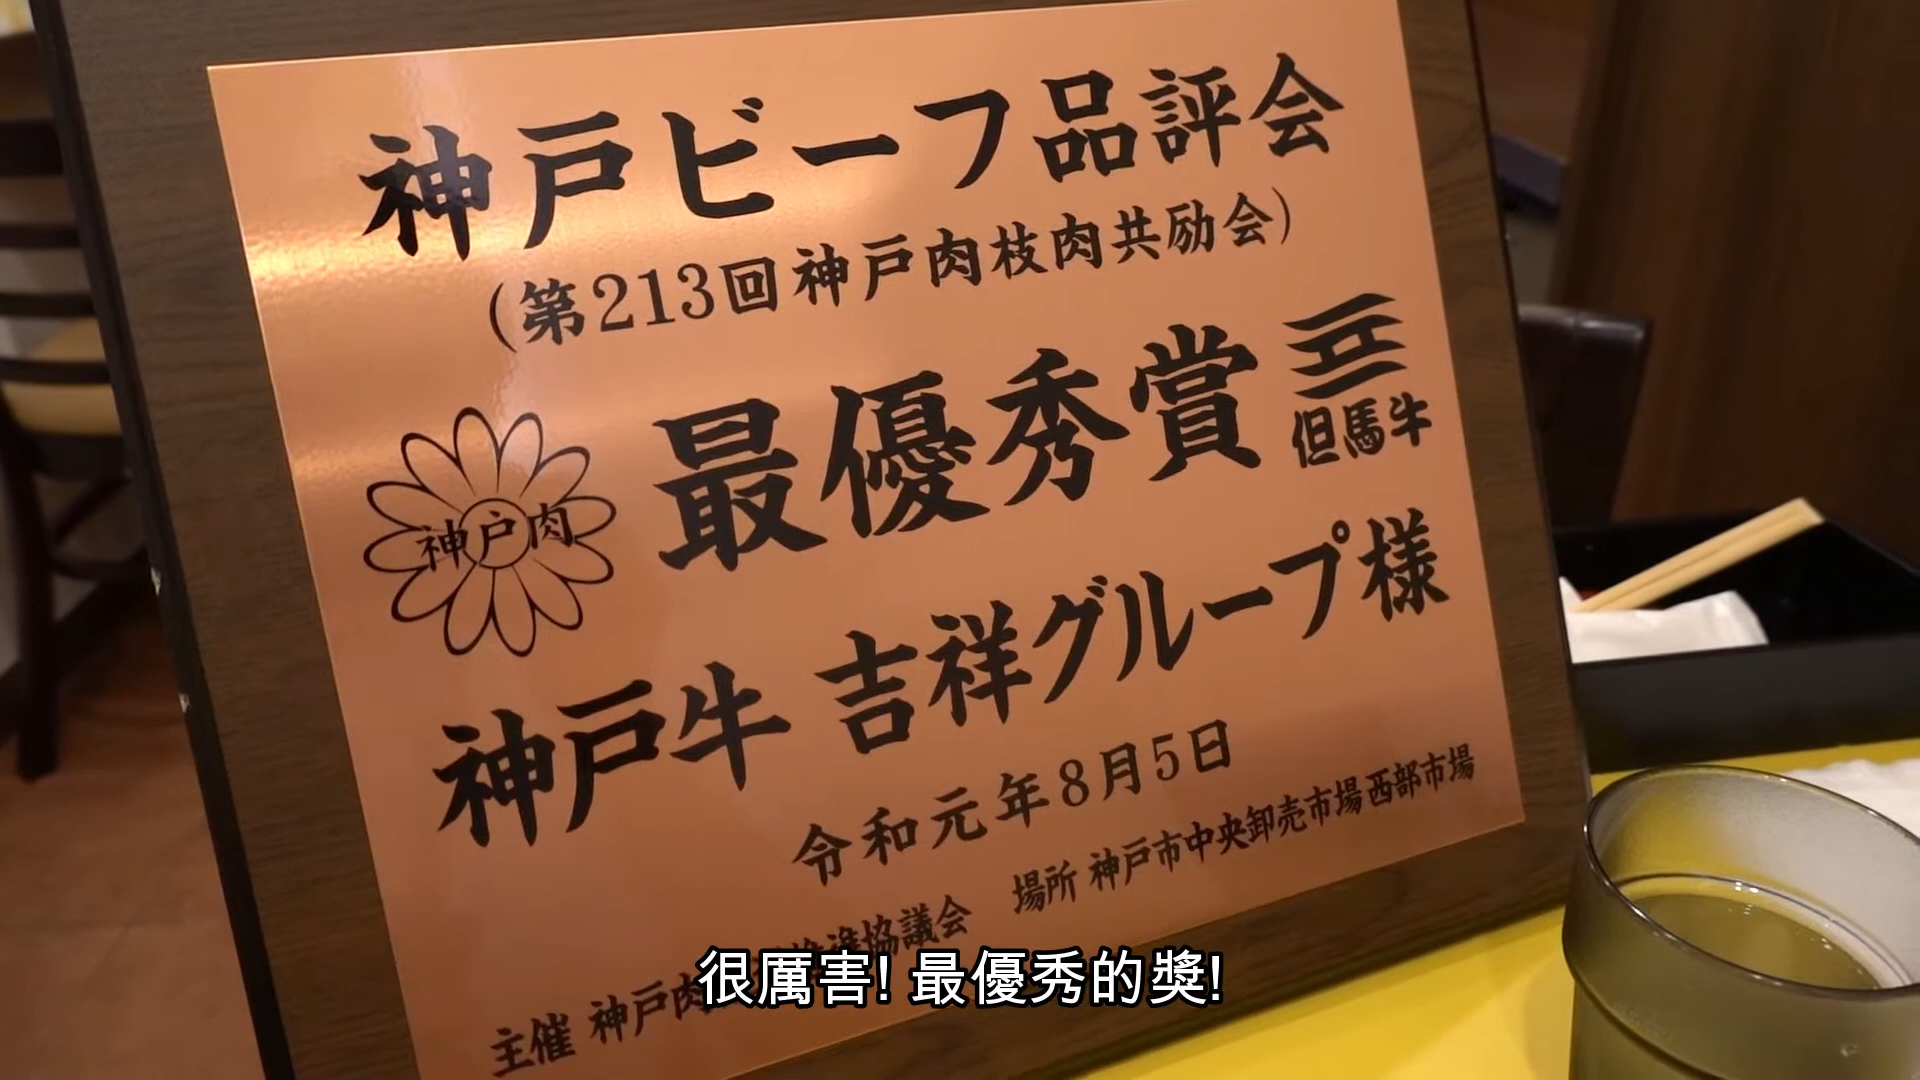 神戸ビーフ品評会
(第213回神戸肉枝肉共励会)
最優秀賞
但馬牛
神戸肉
神戸牛 吉祥グループ様
令和元年8月5日
主催 神戸肉 推進協議会 場所 神戸市中央卸売市場西部市場
很厲害! 最優秀的獎!